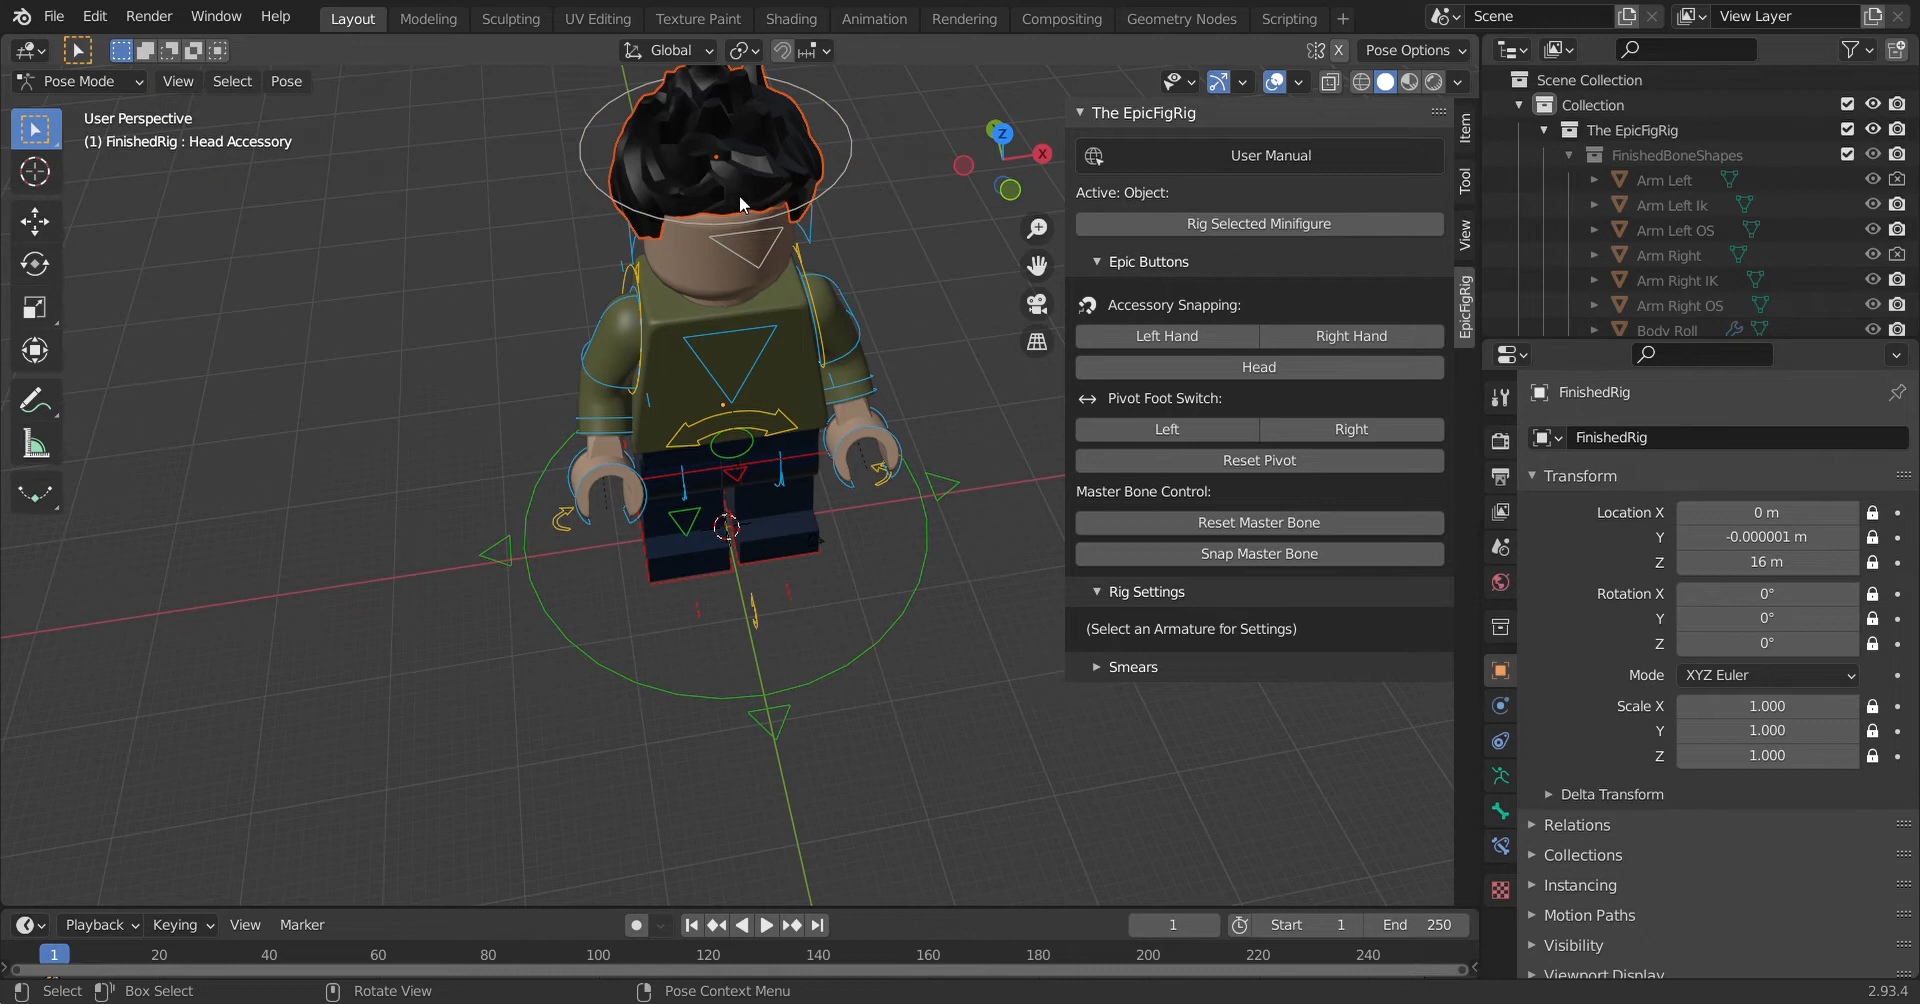 File Edit Render Window Help Layout Modeling Sculpting UV Editing Texture Paint Shading Animation Rendering Compositing Geometry Nodes Scripting Scene View Layer
Global X Pose Options
Pose Mode View Select Pose
User Perspective
(1) FinishedRig : Head Accessory
Z
X
The EpicFigRig
User Manual
Active: Object:
Rig Selected Minifigure
Epic Buttons
Accessory Snapping:
Left Hand Right Hand
Head
Pivot Foot Switch:
Left Right
Reset Pivot
Master Bone Control:
Reset Master Bone
Snap Master Bone
Rig Settings
(Select an Armature for Settings)
Smears
Item
Tool
View
EpicFigRig
Scene Collection
Collection
The EpicFigRig
FinishedBoneShapes
Arm Left
Arm Left Ik
Arm Left OS
Arm Right
Arm Right IK
Arm Right OS
Body Roll
FinishedRig
FinishedRig
Transform
Location X 0 m
Y -0.000001 m
Z 16 m
Rotation X 0°
Y 0°
Z 0°
Mode XYZ Euler
Scale X 1.000
Y 1.000
Z 1.000
Delta Transform
Relations
Collections
Instancing
Motion Paths
Visibility
Viewport Display
Playback Keying View Marker 1 Start 1 End 250
1 20 40 60 80 100 120 140 160 180 200 220 240
Select Box Select Rotate View Pose Context Menu 2.93.4